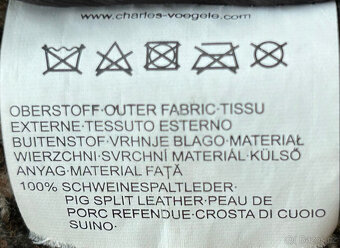 www.charles-voegele.com
OBERSTOFF·OUTER FABRIC·TISSU
EXTERNE·TESSUTO ESTERNO
BUITENSTOF·VRHNJE BLAGO·MATERIAŁ
WIERZCHNI·SVRCHNÍ MATERIÁL·KÜLSŐ
ANYAG·MATERIAL FAȚĂ
100% SCHWEINESPALTLEDER·
PIG SPLIT LEATHER·PEAU DE
PORC REFENDUE·CROSTA DI CUOIO
SUINO·